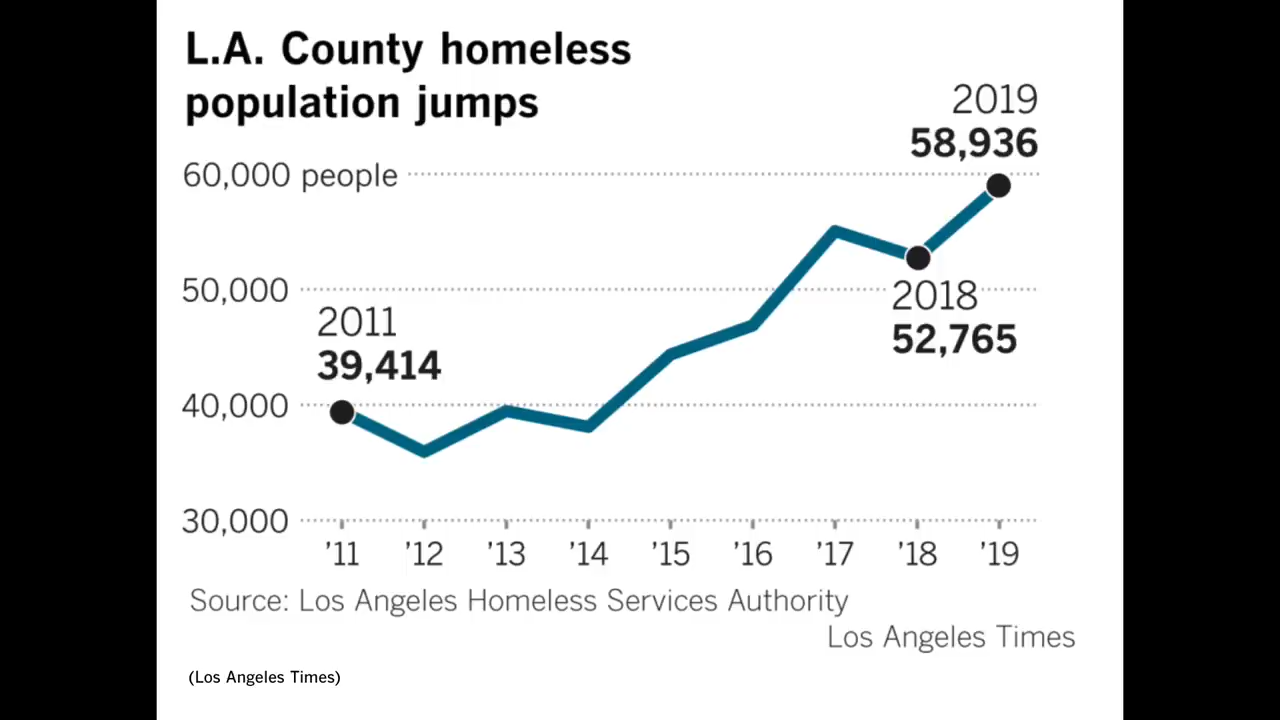 L.A. County homeless
population jumps
2019
58,936
60,000 people
50,000
2018
52,765
2011
39,414
40,000
30,000
'11 '12 '13 '14 '15 '16 '17 '18 '19
Source: Los Angeles Homeless Services Authority
Los Angeles Times
(Los Angeles Times)